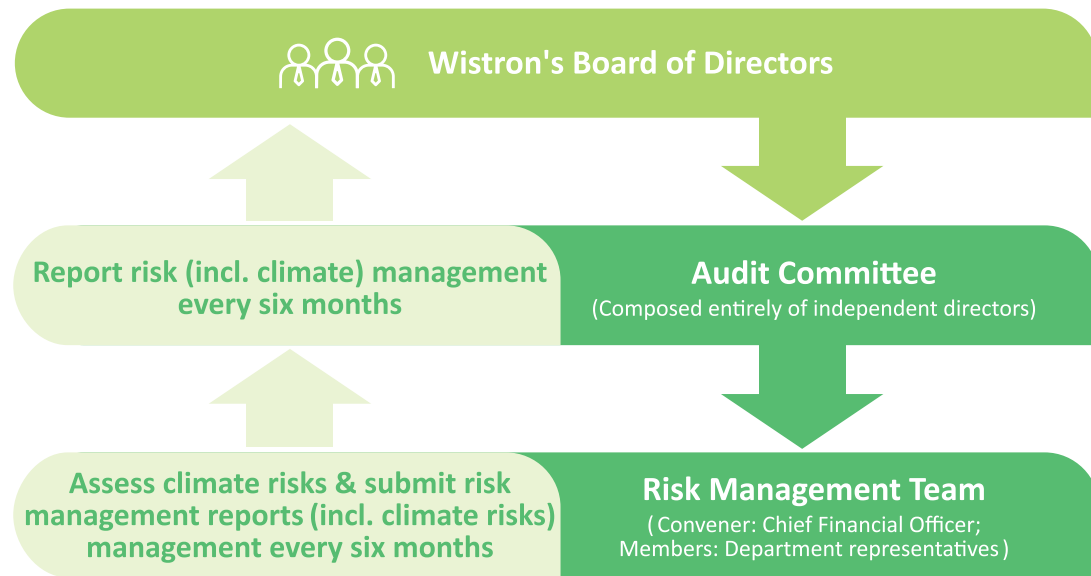 Wistron's Board of Directors
Report risk (incl. climate) management
every six months
Audit Committee
(Composed entirely of independent directors)
Assess climate risks & submit risk
management reports (incl. climate risks)
management every six months
Risk Management Team
( Convener: Chief Financial Officer;
Members: Department representatives )